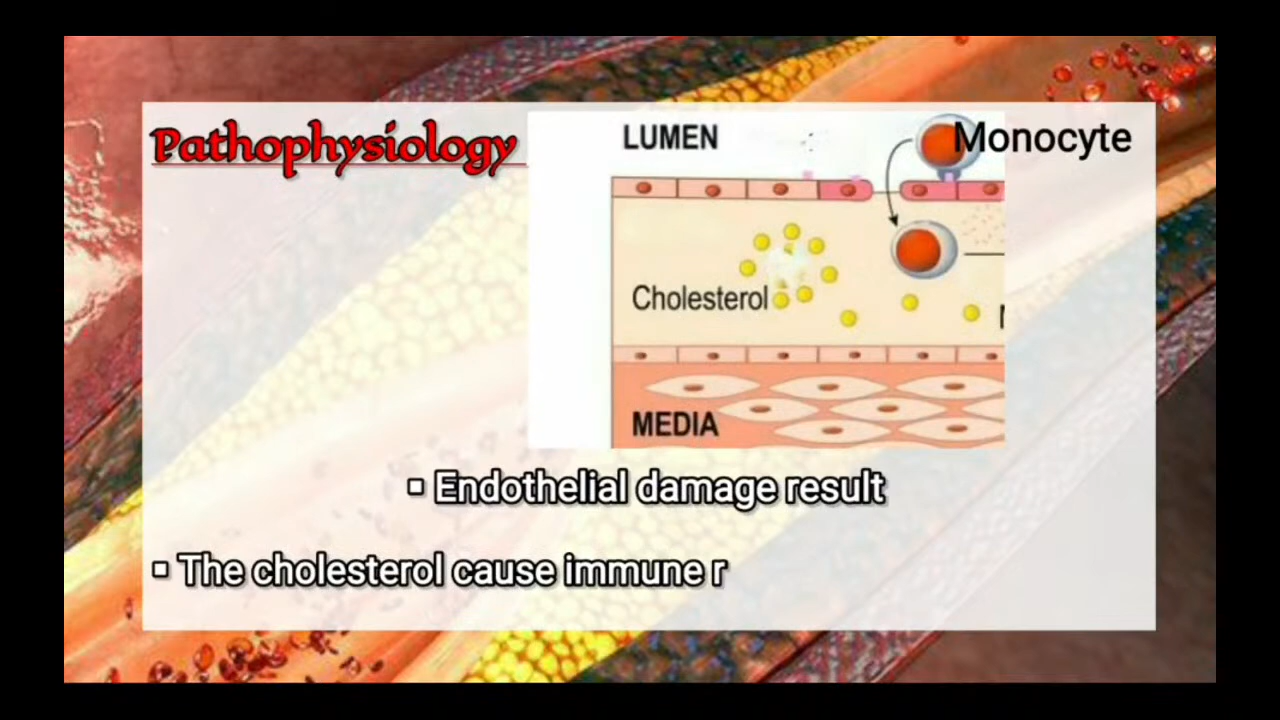 Pathophysiology
LUMEN
Monocyte
Cholesterol
MEDIA
▪ Endothelial damage result
▪ The cholesterol cause immune r